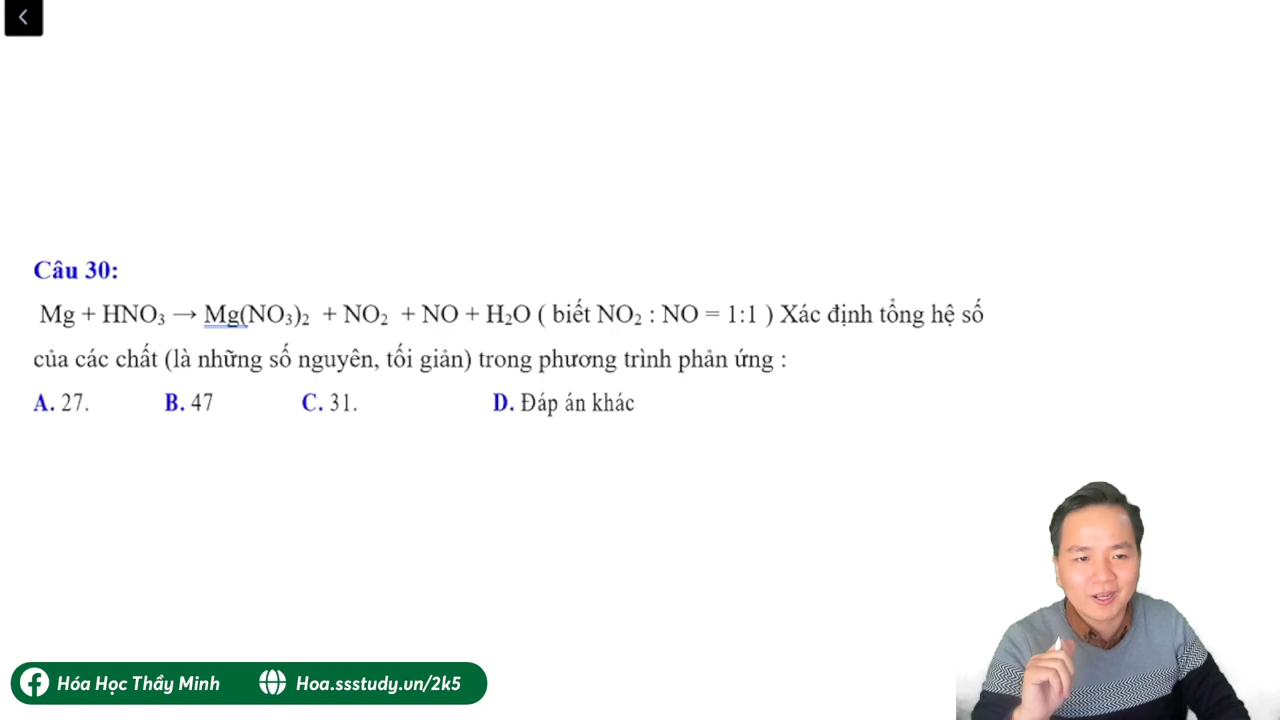 Câu 30:
Mg + HNO₃ → Mg(NO₃)₂ + NO₂ + NO + H₂O ( biết NO₂ : NO = 1:1 ) Xác định tổng hệ số
của các chất (là những số nguyên, tối giản) trong phương trình phản ứng :
A. 27. B. 47 C. 31. D. Đáp án khác
Hóa Học Thầy Minh Hoa.ssstudy.vn/2k5